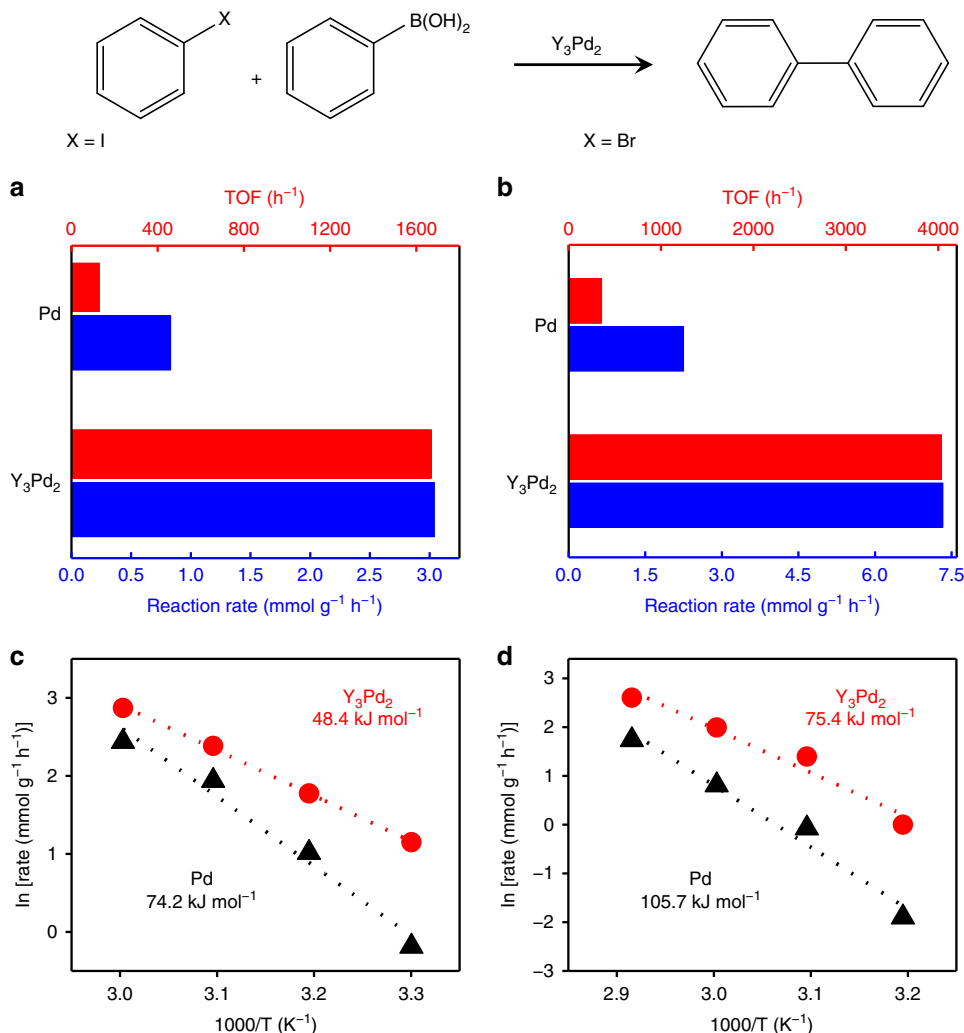 X
B(OH)₂
Y₃Pd₂
+
X = I
X = Br
a
TOF (h⁻¹)
0 400 800 1200 1600
Pd
Y₃Pd₂
0.0 0.5 1.0 1.5 2.0 2.5 3.0
Reaction rate (mmol g⁻¹ h⁻¹)
b
TOF (h⁻¹)
0 1000 2000 3000 4000
Pd
Y₃Pd₂
0.0 1.5 3.0 4.5 6.0 7.5
Reaction rate (mmol g⁻¹ h⁻¹)
c
ln [rate (mmol g⁻¹ h⁻¹)]
3
2
1
0
Y₃Pd₂
48.4 kJ mol⁻¹
Pd
74.2 kJ mol⁻¹
3.0 3.1 3.2 3.3
1000/T (K⁻¹)
d
ln [rate (mmol g⁻¹ h⁻¹)]
3
2
1
0
−1
−2
−3
Y₃Pd₂
75.4 kJ mol⁻¹
Pd
105.7 kJ mol⁻¹
2.9 3.0 3.1 3.2
1000/T (K⁻¹)